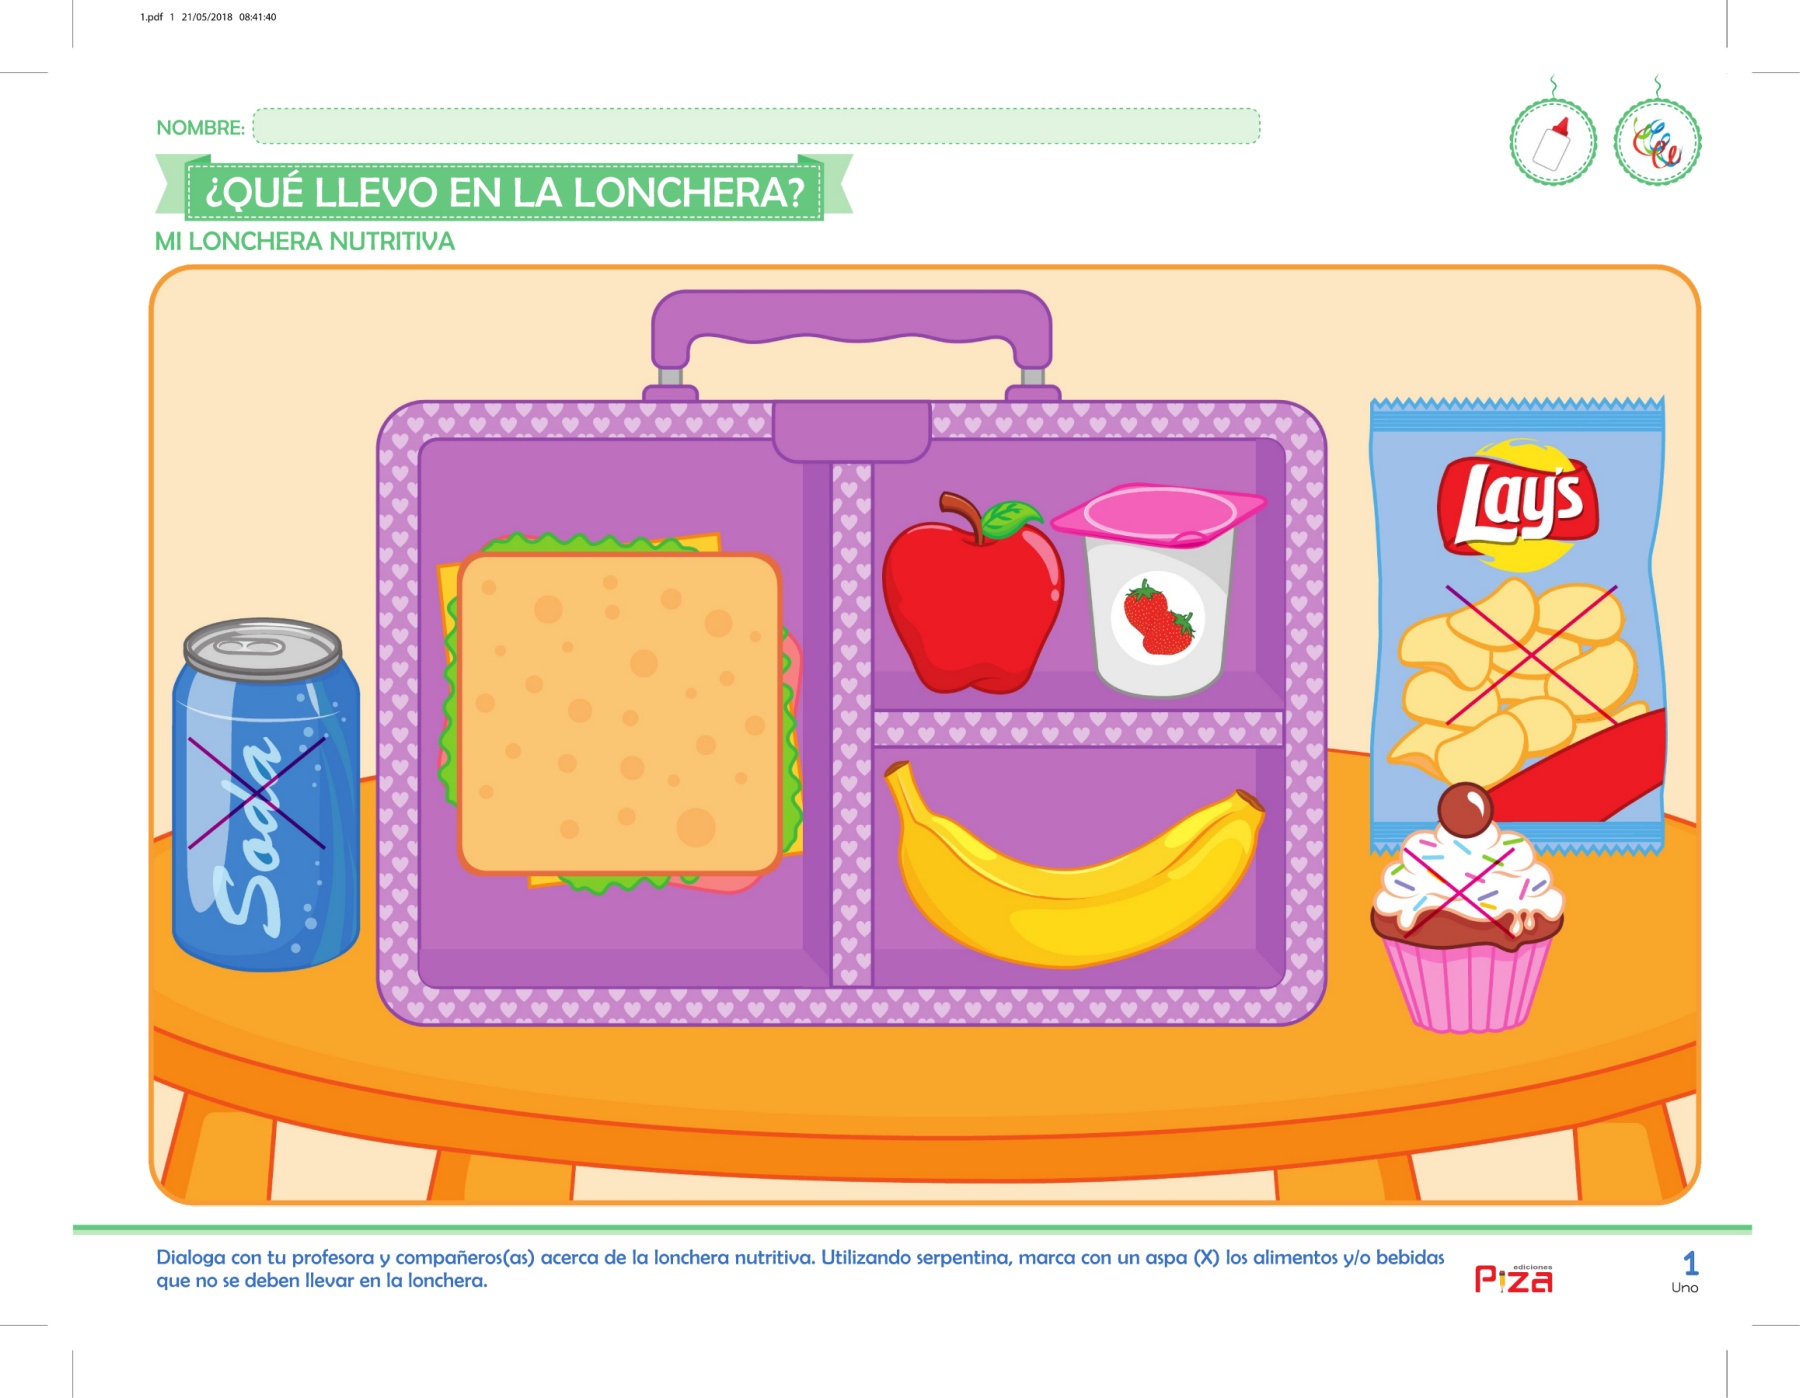 1.pdf 1 21/05/2018 08:41:40
NOMBRE:
¿QUÉ LLEVO EN LA LONCHERA?
MI LONCHERA NUTRITIVA
Lay's
Soda
Dialoga con tu profesora y compañeros(as) acerca de la lonchera nutritiva. Utilizando serpentina, marca con un aspa (X) los alimentos y/o bebidas
que no se deben llevar en la lonchera.
ediciones
Piza
1
Uno